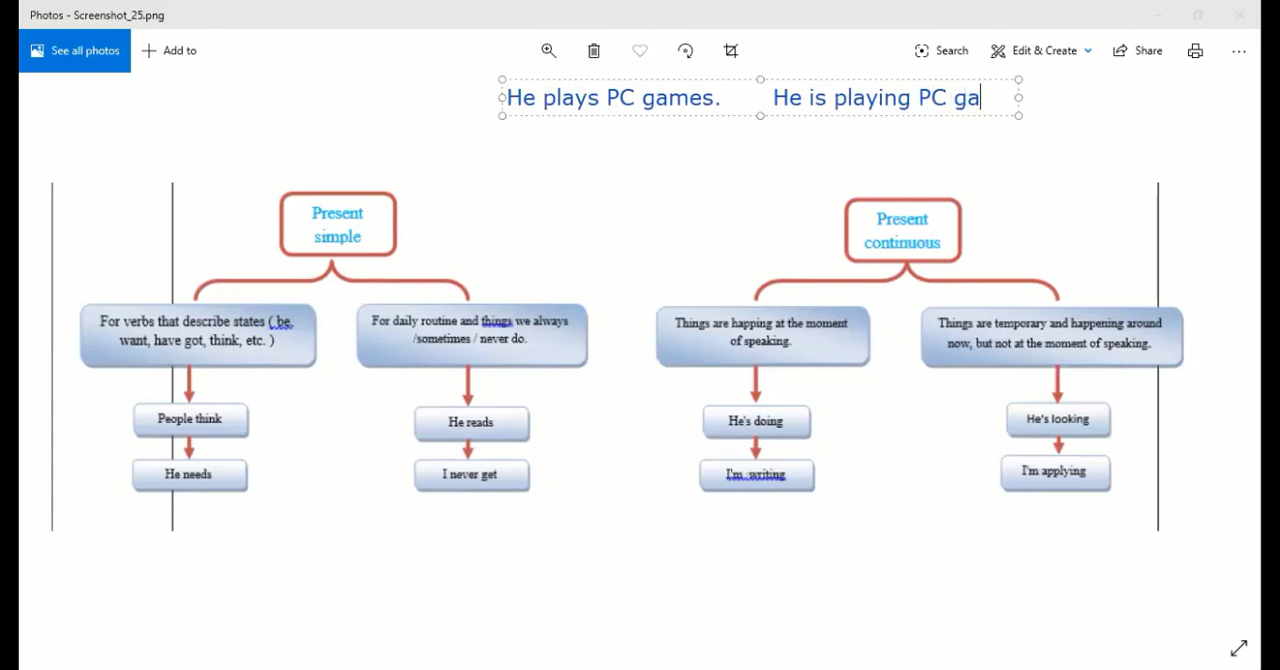 Photos - Screenshot_25.png
See all photos
Add to
Search
Edit & Create
Share
He plays PC games. He is playing PC ga
Present
simple
Present
continuous
For verbs that describe states ( be,
want, have got, think, etc. )
For daily routine and things we always
/sometimes / never do.
Things are happing at the moment
of speaking.
Things are temporary and happening around
now, but not at the moment of speaking.
People think
He reads
He's doing
He's looking
He needs
I never get
I'm writing
I'm applying